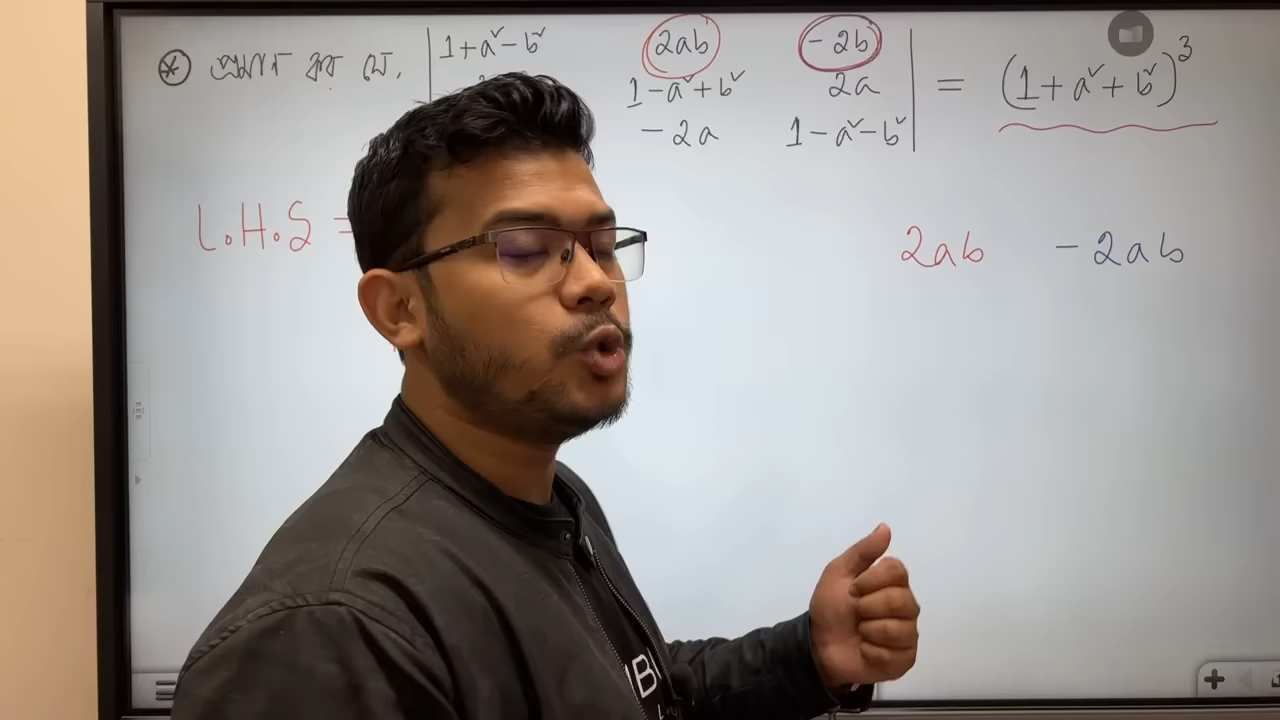 * প্রমাণ কর যে, | 1+a²-b² 2ab -2b
1-a²+b² 2a
-2a 1-a²-b² | = (1+a²+b²)³
L.H.S =
2ab -2ab